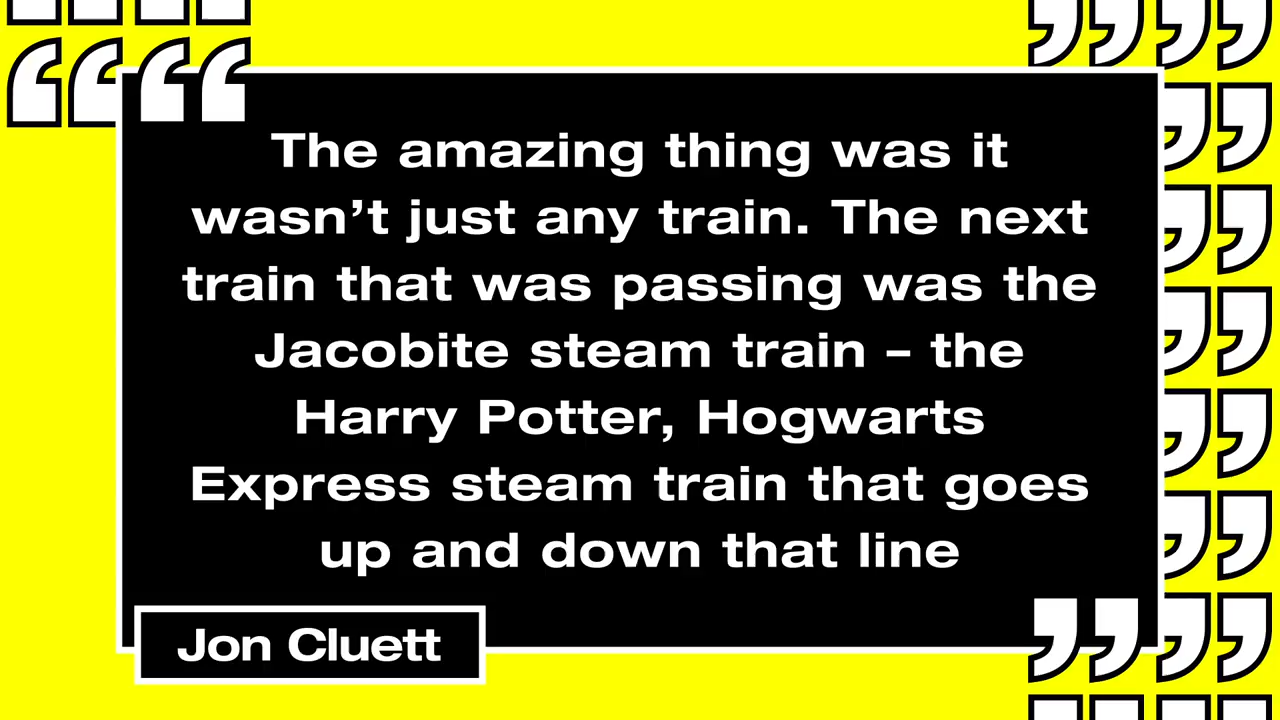 The amazing thing was it
wasn’t just any train. The next
train that was passing was the
Jacobite steam train – the
Harry Potter, Hogwarts
Express steam train that goes
up and down that line
Jon Cluett